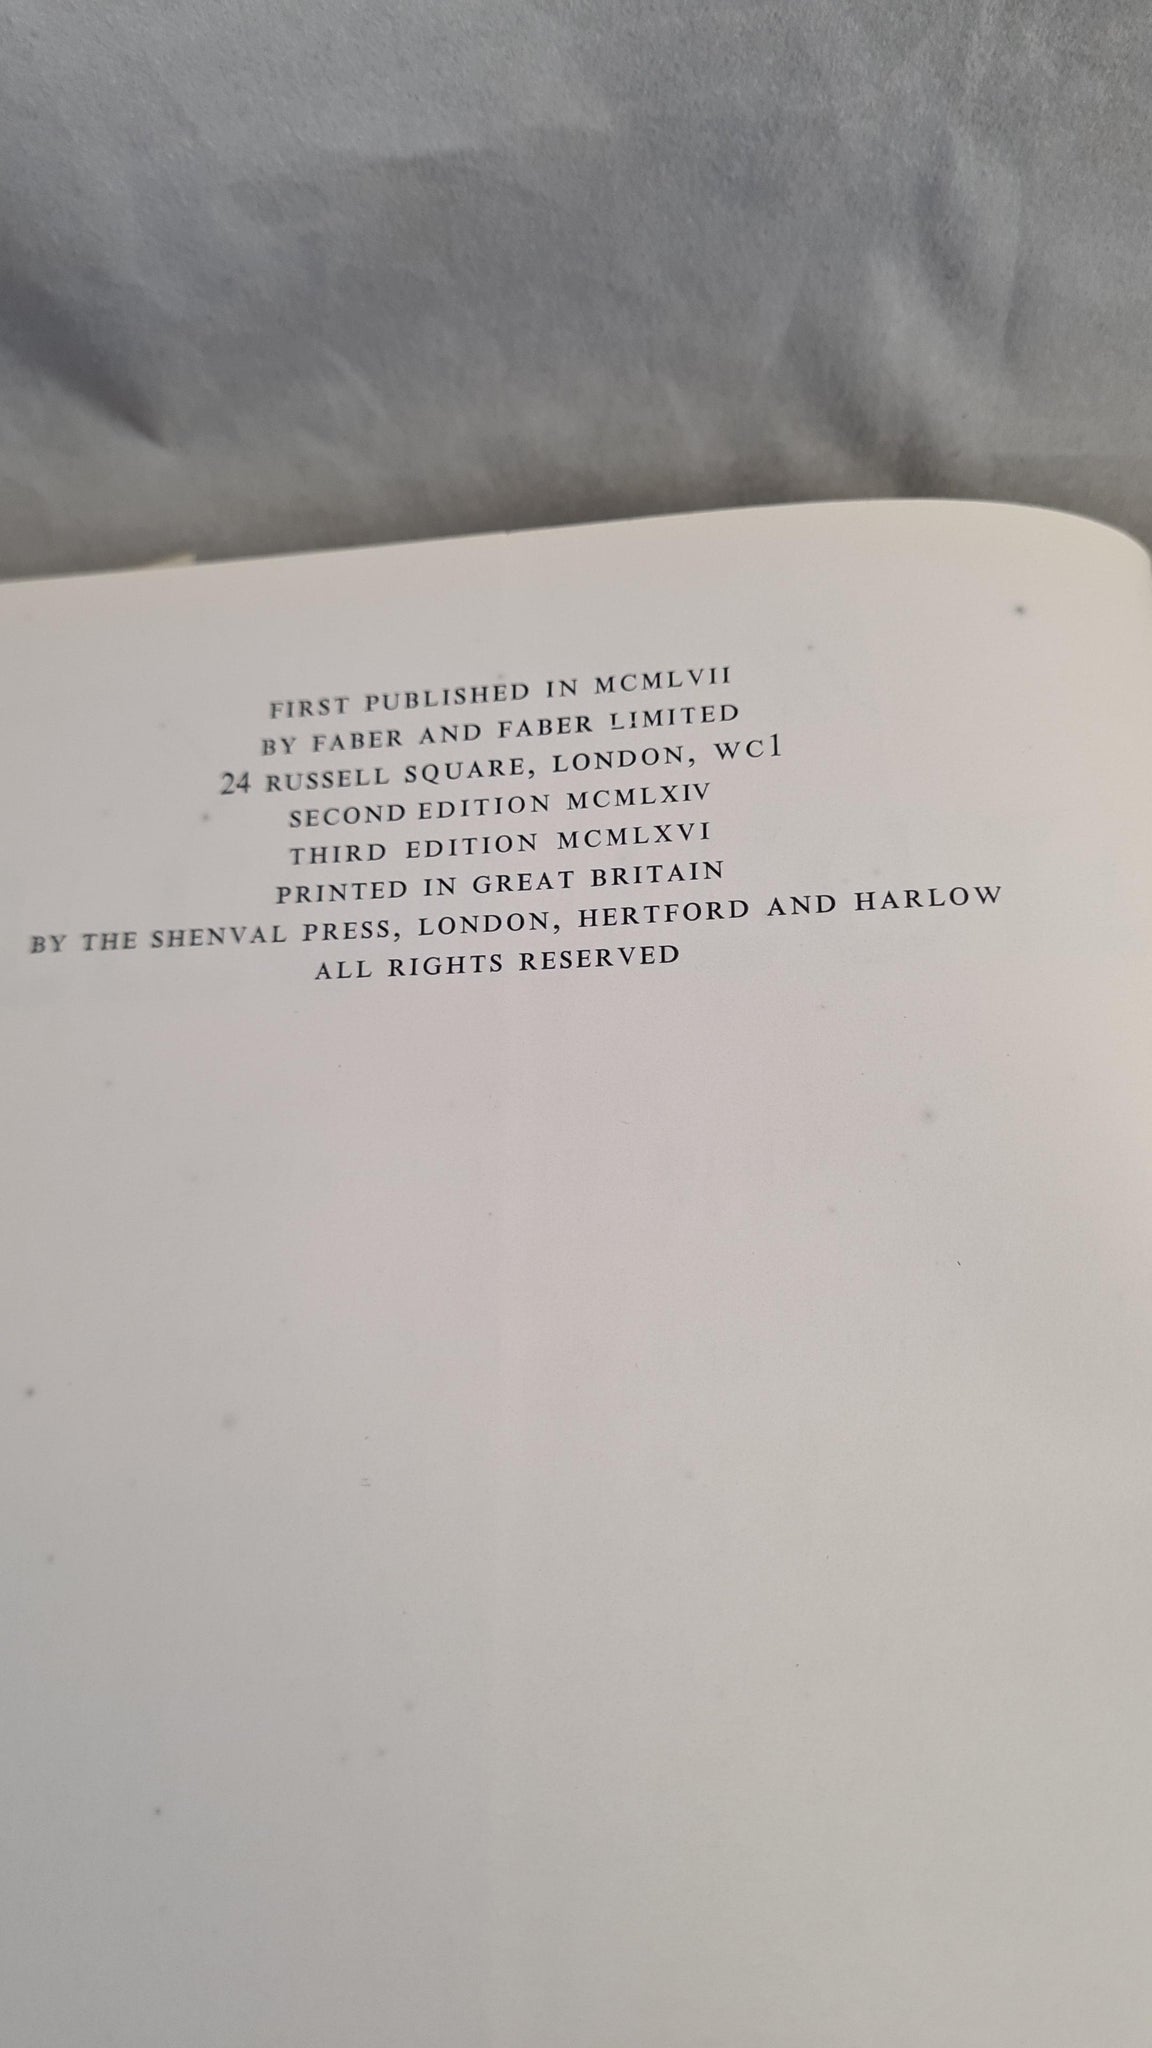 FIRST PUBLISHED IN MCMLVII
BY FABER AND FABER LIMITED
24 RUSSELL SQUARE, LONDON, WC1
SECOND EDITION MCMLXIV
THIRD EDITION MCMLXVI
PRINTED IN GREAT BRITAIN
BY THE SHENVAL PRESS, LONDON, HERTFORD AND HARLOW
ALL RIGHTS RESERVED